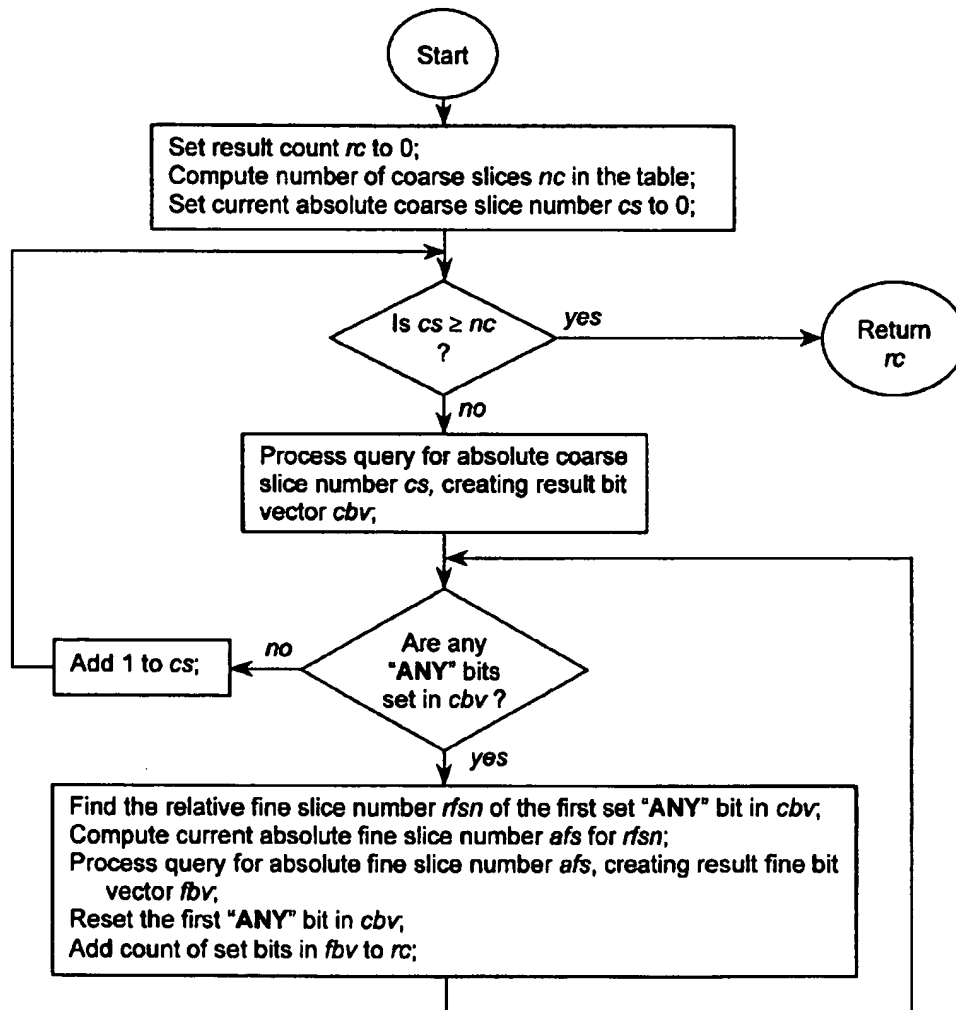 Start
Set result count rc to 0;
Compute number of coarse slices nc in the table;
Set current absolute coarse slice number cs to 0;
Is cs ≥ nc
?
yes
Return
rc
no
Process query for absolute coarse
slice number cs, creating result bit
vector cbv;
Are any
"ANY" bits
set in cbv ?
no
Add 1 to cs;
yes
Find the relative fine slice number rfsn of the first set "ANY" bit in cbv;
Compute current absolute fine slice number afs for rfsn;
Process query for absolute fine slice number afs, creating result fine bit
vector fbv;
Reset the first "ANY" bit in cbv;
Add count of set bits in fbv to rc;